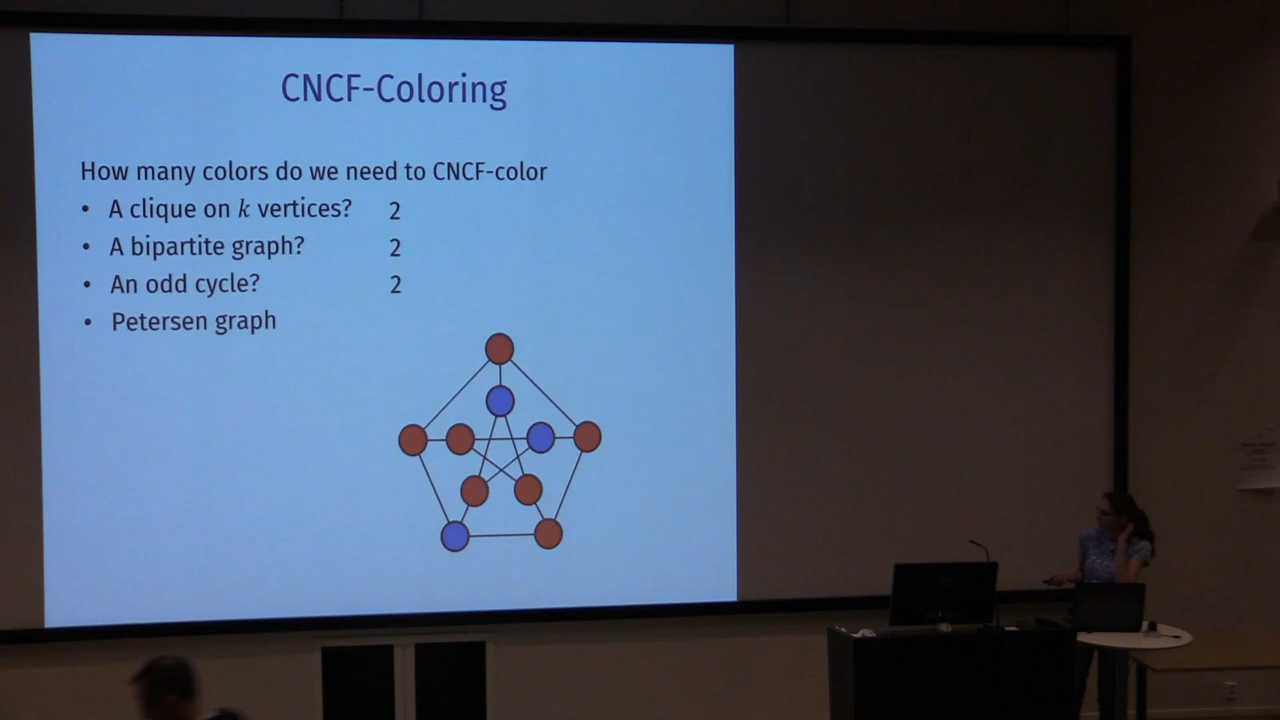 CNCF-Coloring
How many colors do we need to CNCF-color
• A clique on k vertices? 2
• A bipartite graph? 2
• An odd cycle? 2
• Petersen graph